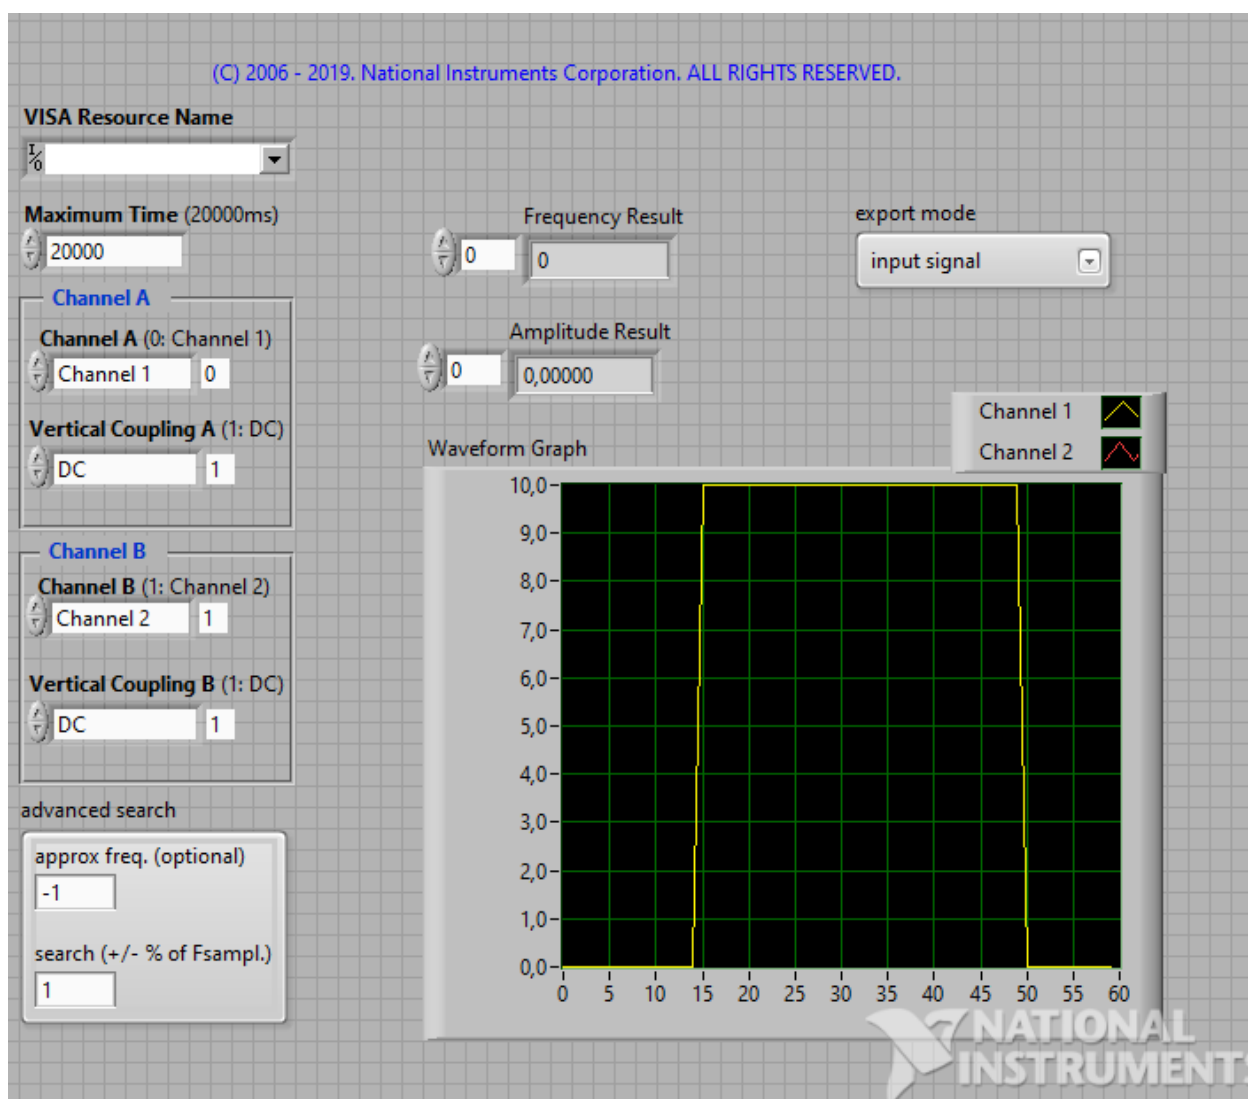 (C) 2006 - 2019. National Instruments Corporation. ALL RIGHTS RESERVED.
VISA Resource Name
I/O
Maximum Time (20000ms)
20000
Frequency Result
0
0
export mode
input signal
Channel A
Channel A (0: Channel 1)
Channel 1
0
Vertical Coupling A (1: DC)
DC
1
Amplitude Result
0
0,00000
Channel 1
Channel 2
Waveform Graph
10,0
9,0
8,0
7,0
6,0
5,0
4,0
3,0
2,0
1,0
0,0
0 5 10 15 20 25 30 35 40 45 50 55 60
Channel B
Channel B (1: Channel 2)
Channel 2
1
Vertical Coupling B (1: DC)
DC
1
advanced search
approx freq. (optional)
-1
search (+/- % of Fsampl.)
1
NATIONAL
INSTRUMENTS